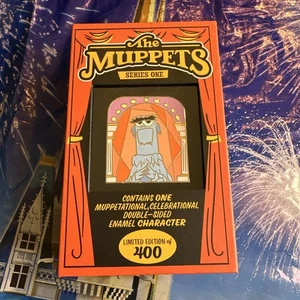 The
MUPPETS
SERIES ONE
CONTAINS ONE
MUPPETATIONAL, CELEBRATIONAL
DOUBLE-SIDED
ENAMEL CHARACTER
LIMITED EDITION of
400